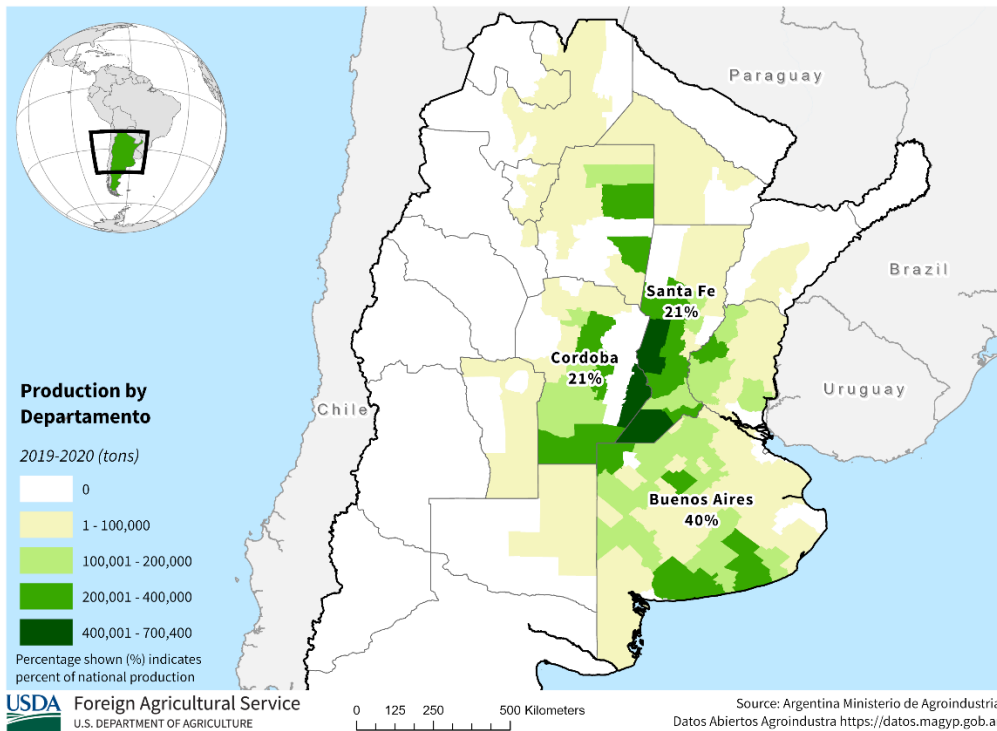 Paraguay
Brazil
Santa Fe
21%
Cordoba
21%
Uruguay
Chile
Buenos Aires
40%
Production by
Departamento
2019-2020 (tons)
0
1 - 100,000
100,001 - 200,000
200,001 - 400,000
400,001 - 700,400
Percentage shown (%) indicates
percent of national production
USDA
Foreign Agricultural Service
U.S. DEPARTMENT OF AGRICULTURE
0 125 250 500 Kilometers
Source: Argentina Ministerio de Agroindustria
Datos Abiertos Agroindustra https://datos.magyp.gob.a